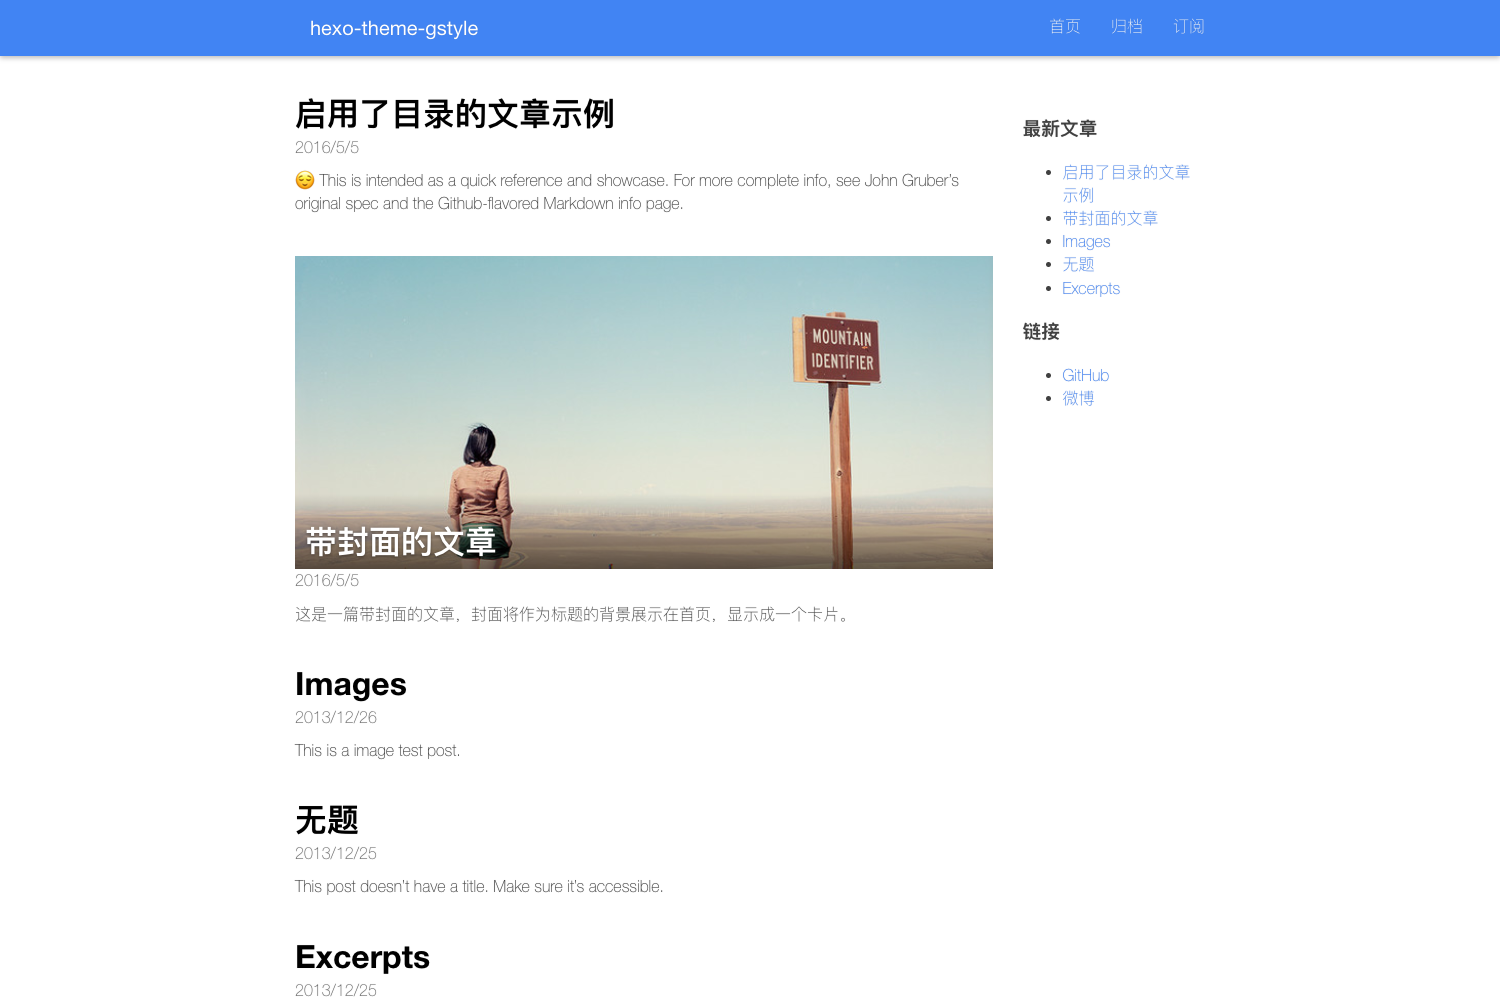 hexo-theme-gstyle
首页 归档 订阅
启用了目录的文章示例
2016/5/5
😌 This is intended as a quick reference and showcase. For more complete info, see John Gruber's
original spec and the Github-flavored Markdown info page.
MOUNTAIN
IDENTIFIER
带封面的文章
2016/5/5
这是一篇带封面的文章，封面将作为标题的背景展示在首页，显示成一个卡片。
Images
2013/12/26
This is a image test post.
无题
2013/12/25
This post doesn't have a title. Make sure it's accessible.
Excerpts
2013/12/25
最新文章
启用了目录的文章
示例
带封面的文章
Images
无题
Excerpts
链接
GitHub
微博